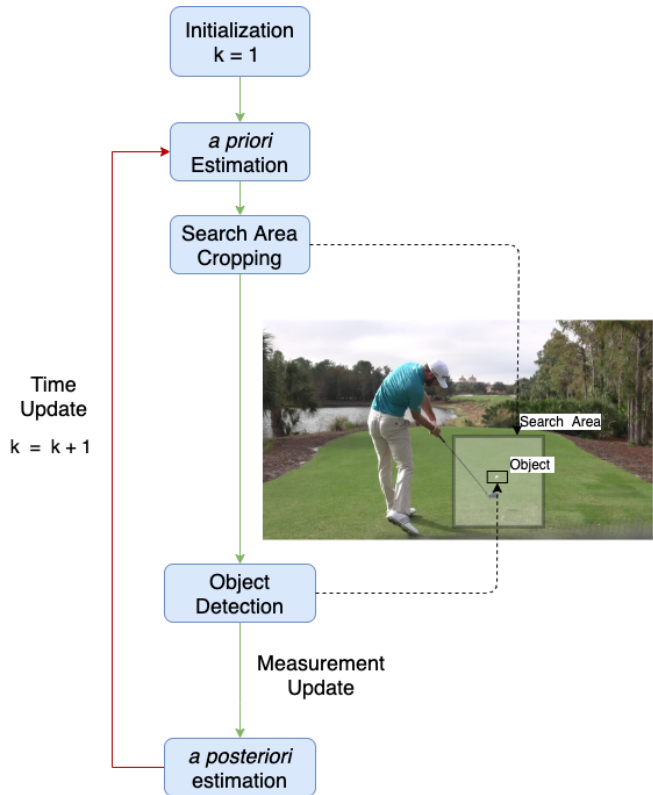 Initialization
k = 1
a priori
Estimation
Search Area
Cropping
Time
Update
k = k + 1
Search Area
Object
Object
Detection
Measurement
Update
a posteriori
estimation